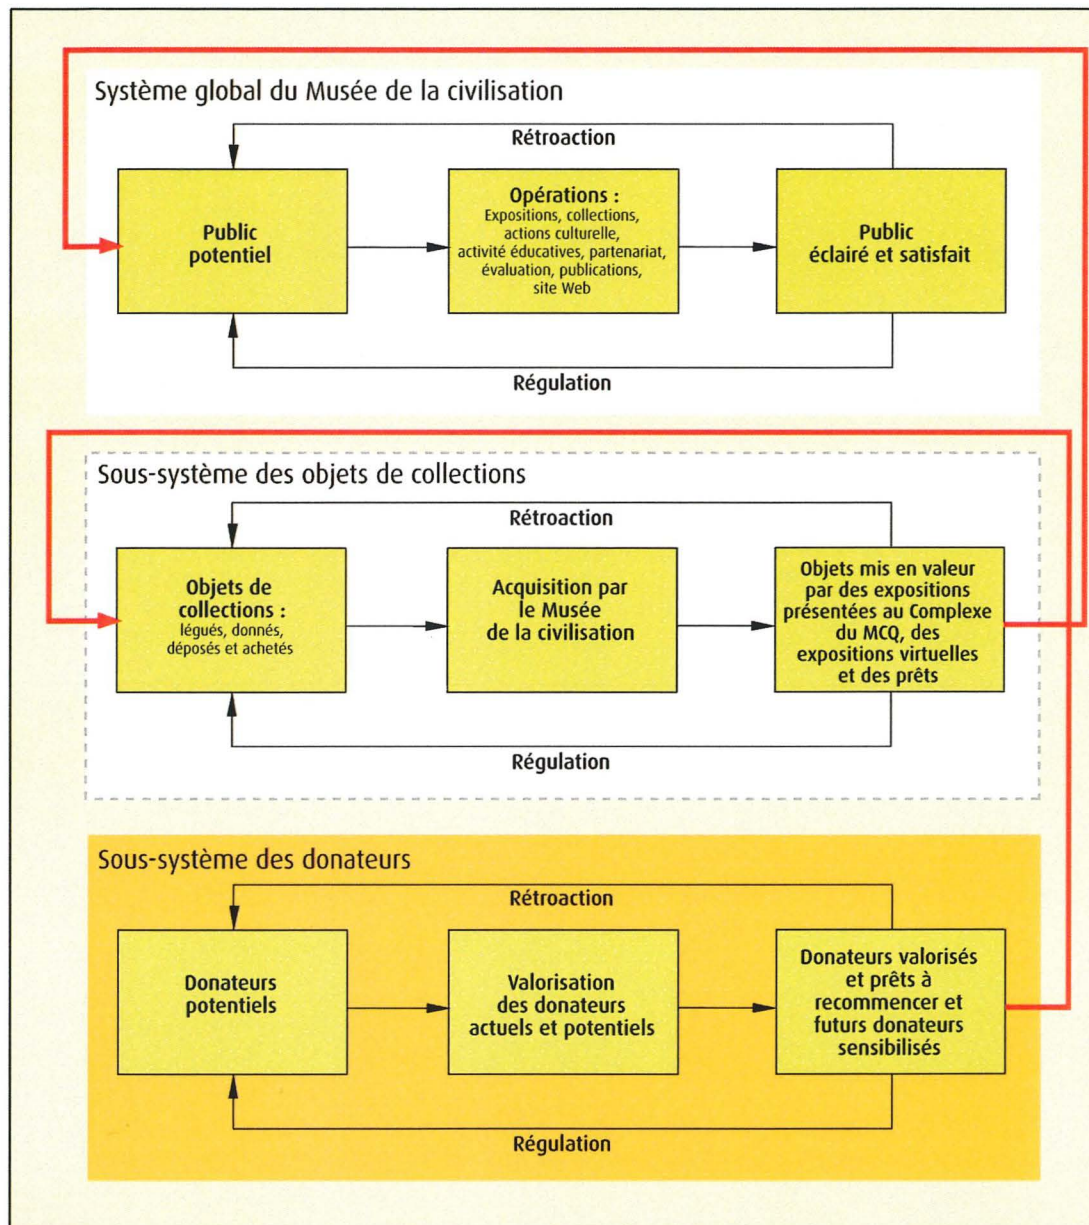 Système global du Musée de la civilisation
Rétroaction
Public
potentiel
Opérations :
Expositions, collections,
actions culturelle,
activité éducatives, partenariat,
évaluation, publications,
site Web
Public
éclairé et satisfait
Régulation
Sous-système des objets de collections
Rétroaction
Objets de
collections :
légués, donnés,
déposés et achetés
Acquisition par
le Musée
de la civilisation
Objets mis en valeur
par des expositions
présentées au Complexe
du MCQ, des
expositions virtuelles
et des prêts
Régulation
Sous-système des donateurs
Rétroaction
Donateurs
potentiels
Valorisation
des donateurs
actuels et potentiels
Donateurs valorisés
et prêts à
recommencer et
futurs donateurs
sensibilisés
Régulation